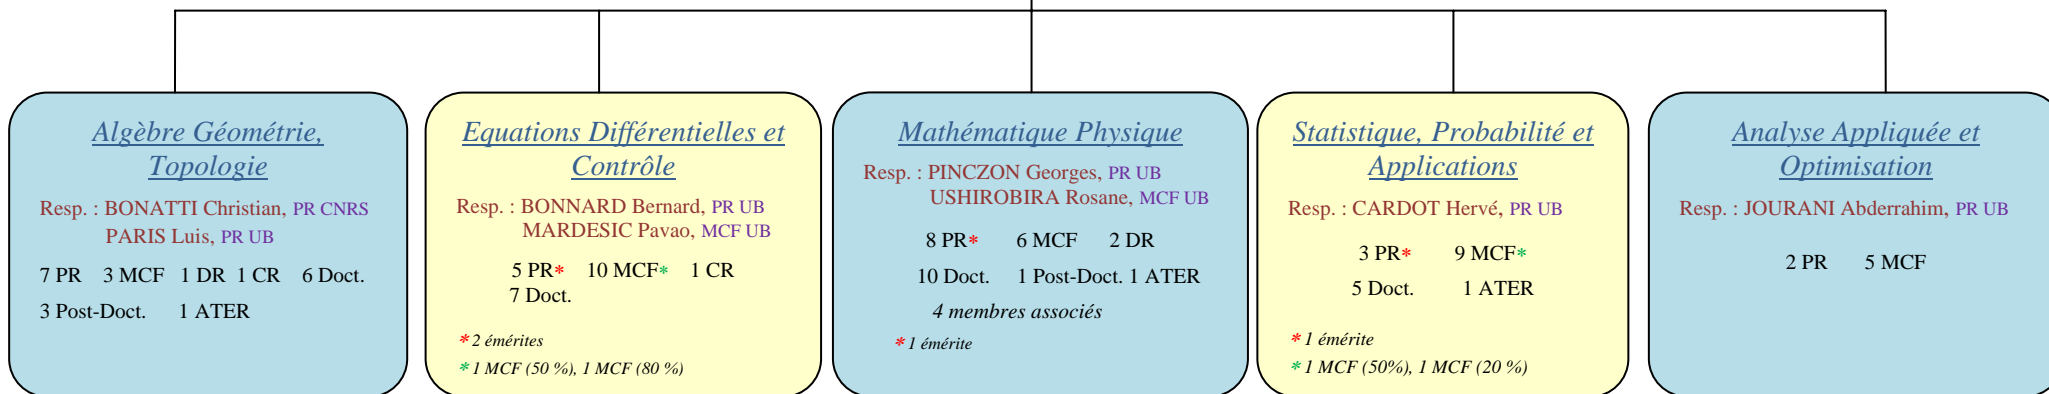 Algèbre Géométrie,
Topologie
Resp. : BONATTI Christian, PR CNRS
PARIS Luis, PR UB
7 PR 3 MCF 1 DR 1 CR 6 Doct.
3 Post-Doct. 1 ATER
Equations Différentielles et
Contrôle
Resp. : BONNARD Bernard, PR UB
MARDESIC Pavao, MCF UB
5 PR* 10 MCF* 1 CR
7 Doct.
* 2 émérites
* 1 MCF (50 %), 1 MCF (80 %)
Mathématique Physique
Resp. : PINCZON Georges, PR UB
USHIROBIRA Rosane, MCF UB
8 PR* 6 MCF 2 DR
10 Doct. 1 Post-Doct. 1 ATER
4 membres associés
* 1 émérite
Statistique, Probabilité et
Applications
Resp. : CARDOT Hervé, PR UB
3 PR* 9 MCF*
5 Doct. 1 ATER
* 1 émérite
* 1 MCF (50%), 1 MCF (20 %)
Analyse Appliquée et
Optimisation
Resp. : JOURANI Abderrahim, PR UB
2 PR 5 MCF